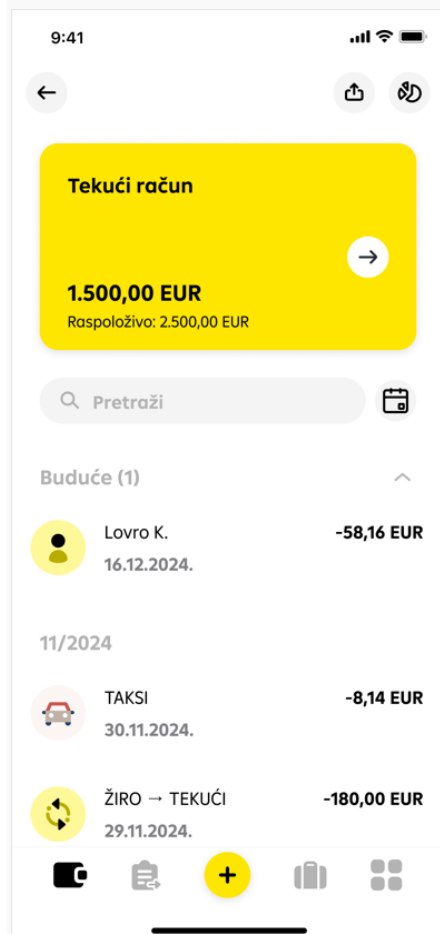 9:41
Tekući račun
1.500,00 EUR
Raspoloživo: 2.500,00 EUR
Pretraži
Buduće (1)
Lovro K. -58,16 EUR
16.12.2024.
11/2024
TAKSI -8,14 EUR
30.11.2024.
ŽIRO → TEKUĆI -180,00 EUR
29.11.2024.